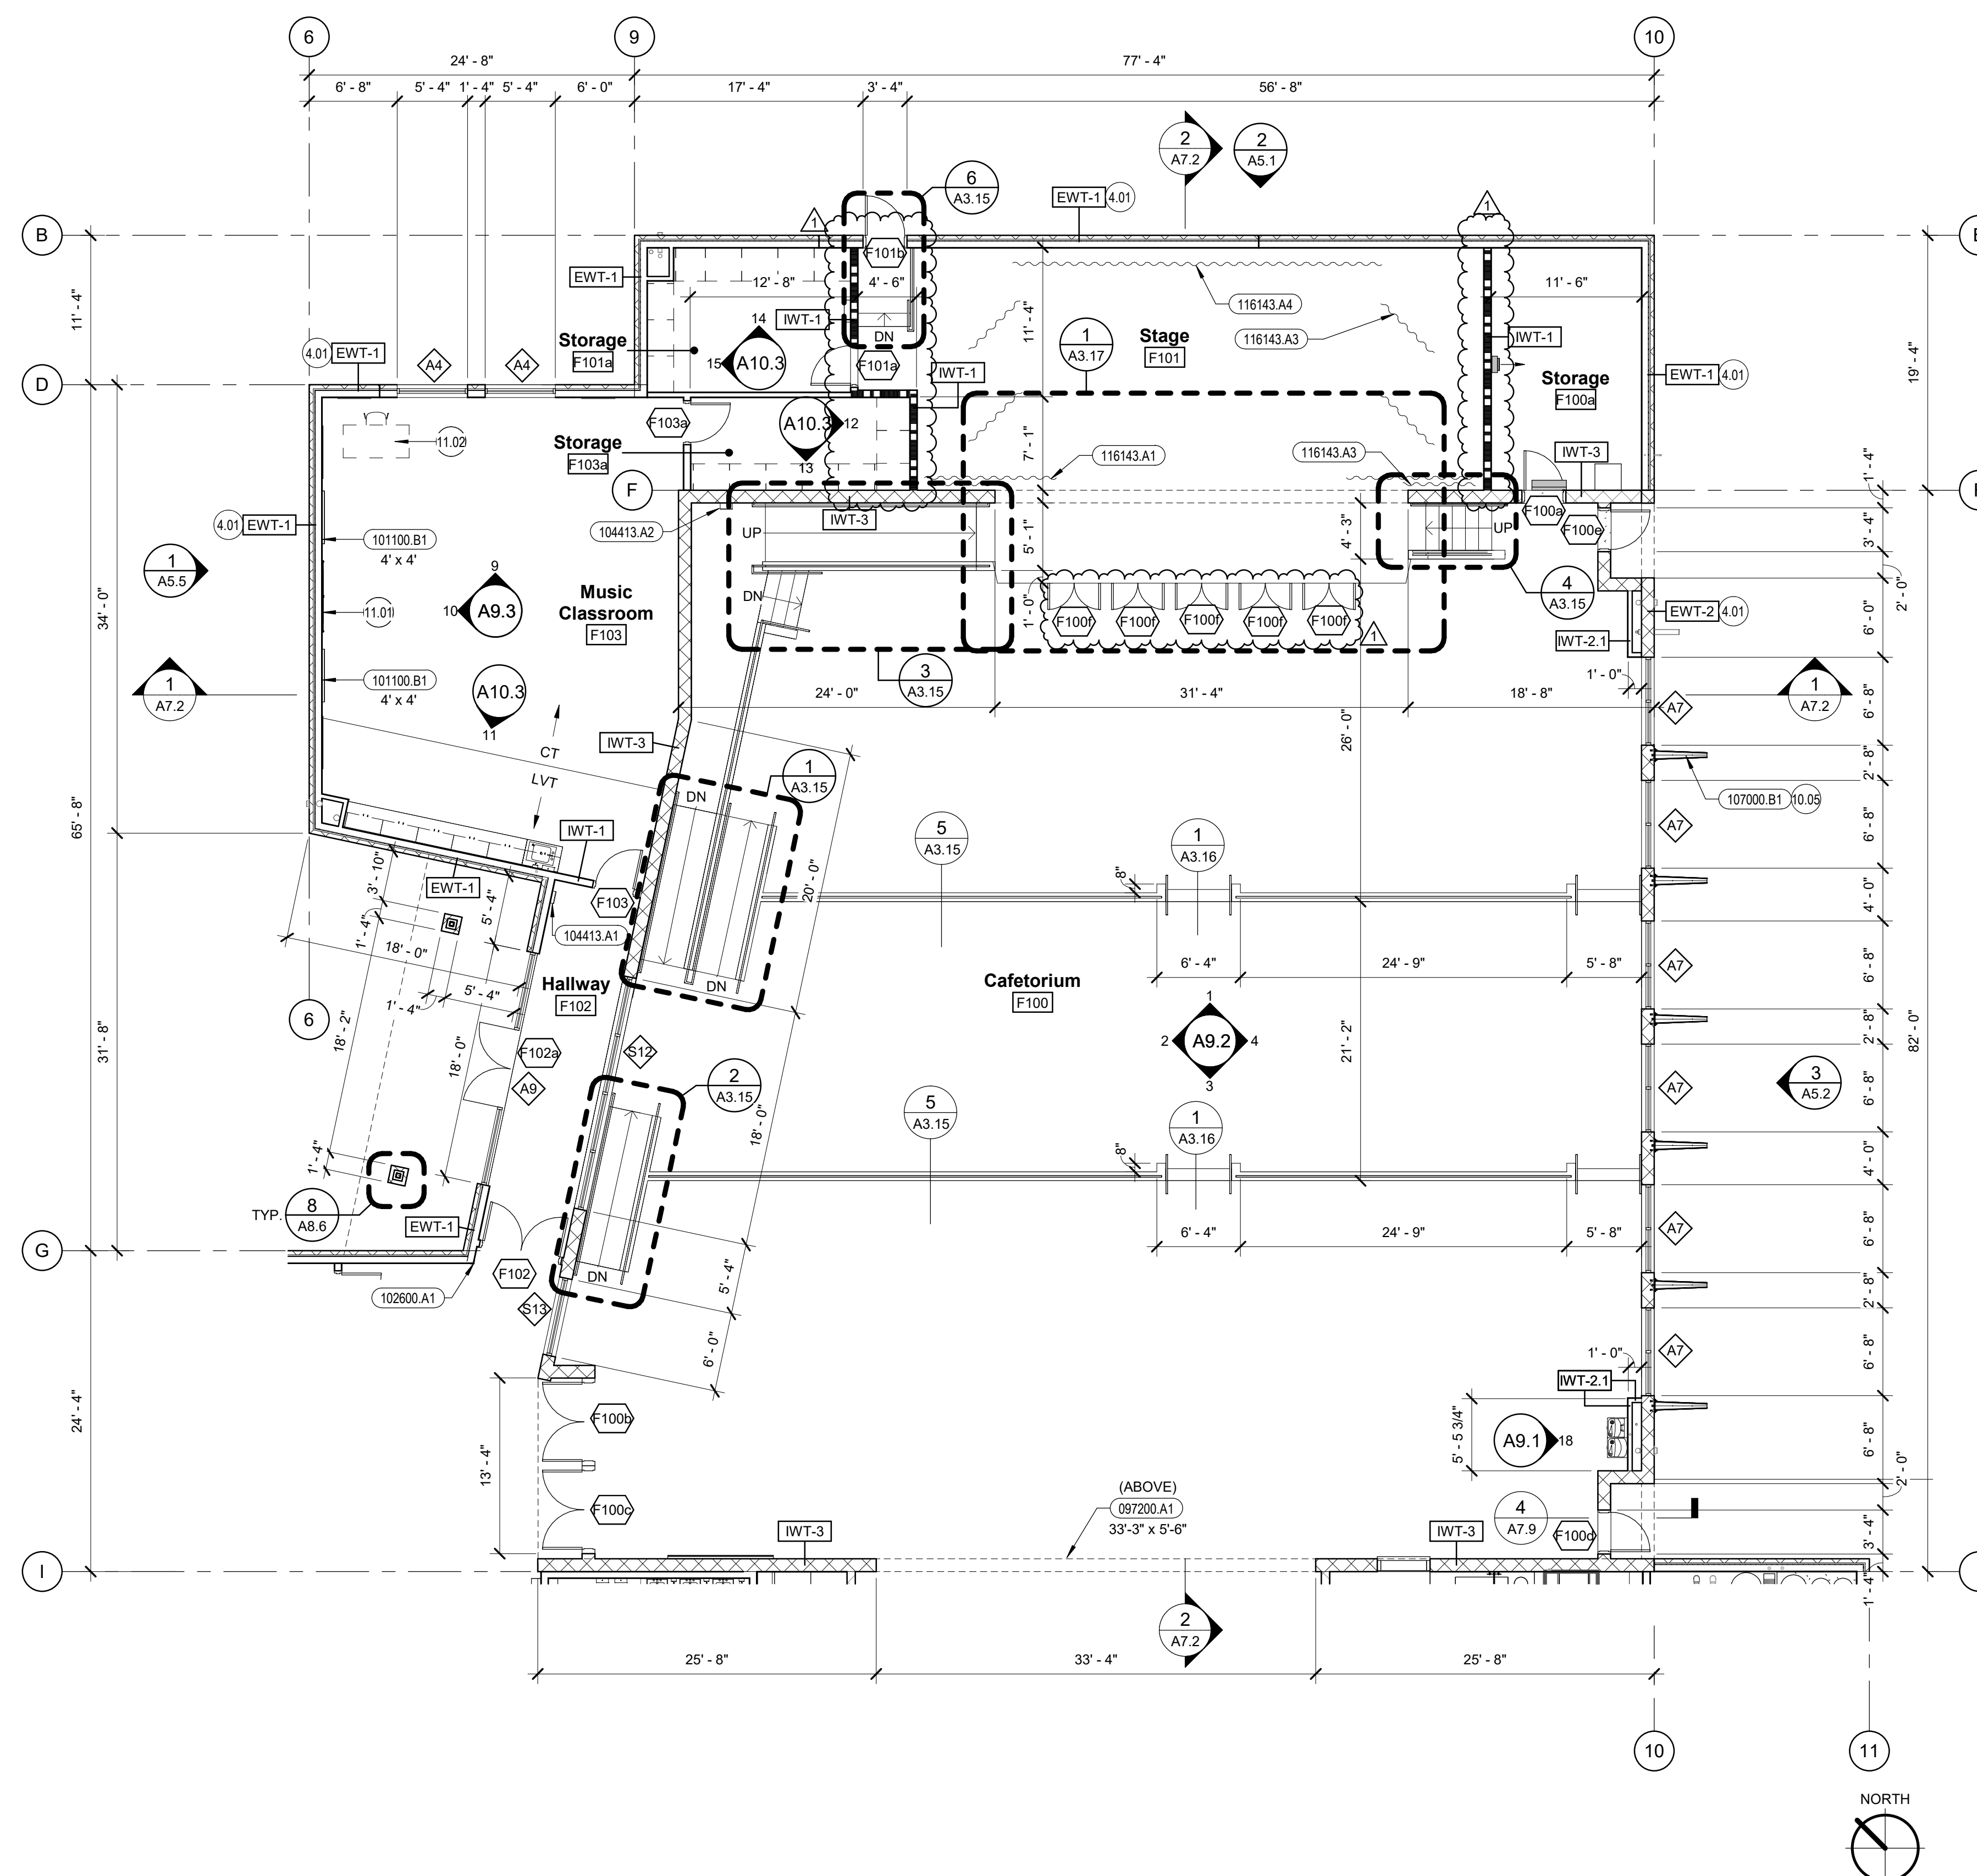 6
9
10
24' - 8"
77' - 4"
6' - 8"
5' - 4"
1' - 4"
5' - 4"
6' - 0"
17' - 4"
3' - 4"
56' - 8"
2
A7.2
2
A5.1
6
A3.15
EWT-1
4.01
1
1
B
F101b
EWT-1
12' - 8"
4' - 6"
11' - 4"
116143.A4
11' - 6"
11' - 4"
14
IWT-1
DN
Storage
F101a
15
A10.3
F101a
1
A3.17
Stage
F101
116143.A3
IWT-1
19' - 4"
4.01
EWT-1
A4
A4
IWT-1
Storage
F100a
EWT-1
4.01
D
F103a
A10.3
12
11.02
Storage
F103a
13
7' - 1"
116143.A1
116143.A3
IWT-3
1' - 4"
F
4.01
EWT-1
104413.A2
IWT-3
UP
5' - 1"
4' - 3"
UP
F100a
F100e
3' - 4"
101100.B1
4' x 4'
1
A5.5
9
10
A9.3
Music
Classroom
F103
DN
1' - 0"
4
A3.15
2' - 0"
34' - 0"
11.01
F100f
F100f
F100f
F100f
F100f
1
EWT-2
4.01
IWT-2.1
6' - 0"
1
A7.2
101100.B1
4' x 4'
A10.3
11
3
A3.15
24' - 0"
31' - 4"
18' - 8"
1' - 0"
A7
1
A7.2
6' - 8"
26' - 0"
CT
LVT
IWT-3
1
A3.15
DN
2' - 8"
107000.B1
10.05
65' - 8"
IWT-1
5
A3.15
1
A3.16
A7
6' - 8"
3' - 10"
EWT-1
5' - 4"
F103
20' - 0"
8"
4' - 0"
1' - 4"
104413.A1
18' - 0"
5' - 4"
1' - 4"
Hallway
F102
DN
Cafetorium
F100
6' - 4"
24' - 9"
5' - 8"
A7
6' - 8"
6
18' - 2"
18' - 0"
F102a
A9
S12
1
2
A9.2
4
3
21' - 2"
2' - 8"
82' - 0"
31' - 8"
2
A3.15
18' - 0"
5
A3.15
1
A3.16
A7
6' - 8"
3
A5.2
1' - 4"
8"
4' - 0"
TYP.
8
A8.6
EWT-1
A7
6' - 8"
G
6' - 4"
24' - 9"
5' - 8"
F102
DN
5' - 4"
102600.A1
S13
2' - 8"
6' - 0"
A7
6' - 8"
1' - 0"
IWT-2.1
24' - 4"
13' - 4"
F100b
5' - 5 3/4"
A9.1
18
6' - 8"
2' - 0"
F100c
(ABOVE)
097200.A1
33'-3" x 5'-6"
4
A7.9
IWT-3
IWT-3
3' - 4"
I
1' - 4"
2
A7.2
25' - 8"
33' - 4"
25' - 8"
10
11
NORTH